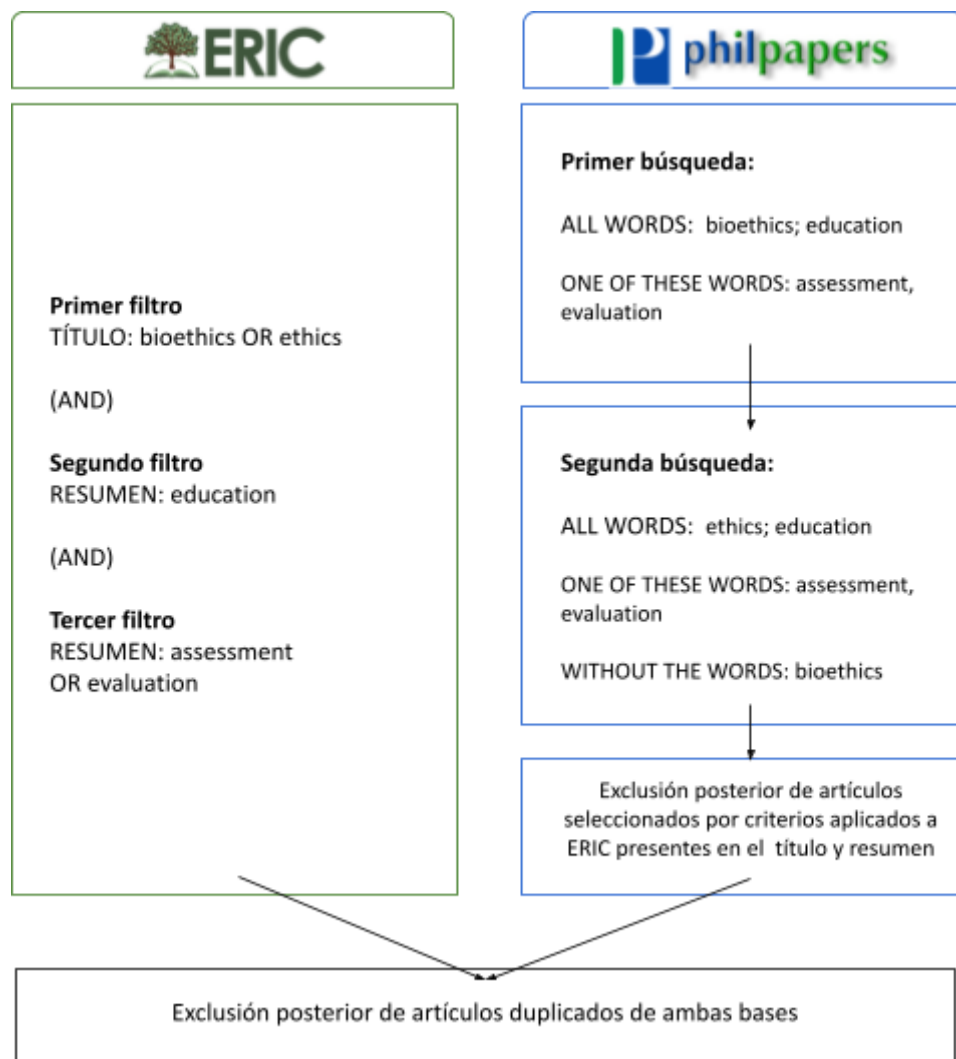 ERIC
Primer filtro
TÍTULO: bioethics OR ethics
(AND)
Segundo filtro
RESUMEN: education
(AND)
Tercer filtro
RESUMEN: assessment
OR evaluation
philpapers
Primer búsqueda:
ALL WORDS: bioethics; education
ONE OF THESE WORDS: assessment,
evaluation
Segunda búsqueda:
ALL WORDS: ethics; education
ONE OF THESE WORDS: assessment,
evaluation
WITHOUT THE WORDS: bioethics
Exclusión posterior de artículos
seleccionados por criterios aplicados a
ERIC presentes en el título y resumen
Exclusión posterior de artículos duplicados de ambas bases